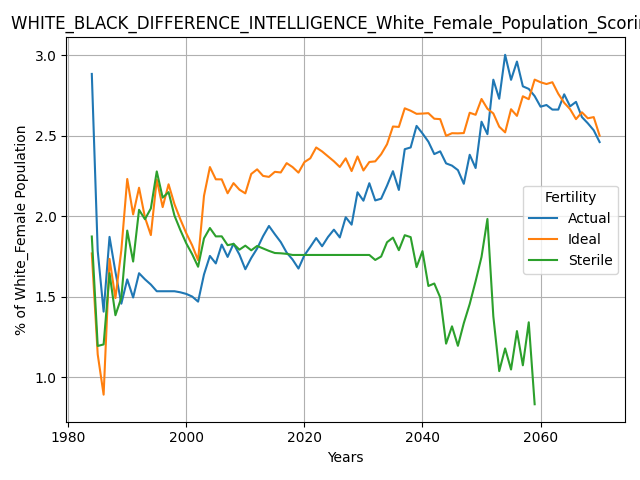 WHITE_BLACK_DIFFERENCE_INTELLIGENCE_White_Female_Population_Scorin
3.0
2.5
2.0
1.5
1.0
% of White_Female Population
1980
2000
2020
2040
2060
Years
Fertility
Actual
Ideal
Sterile